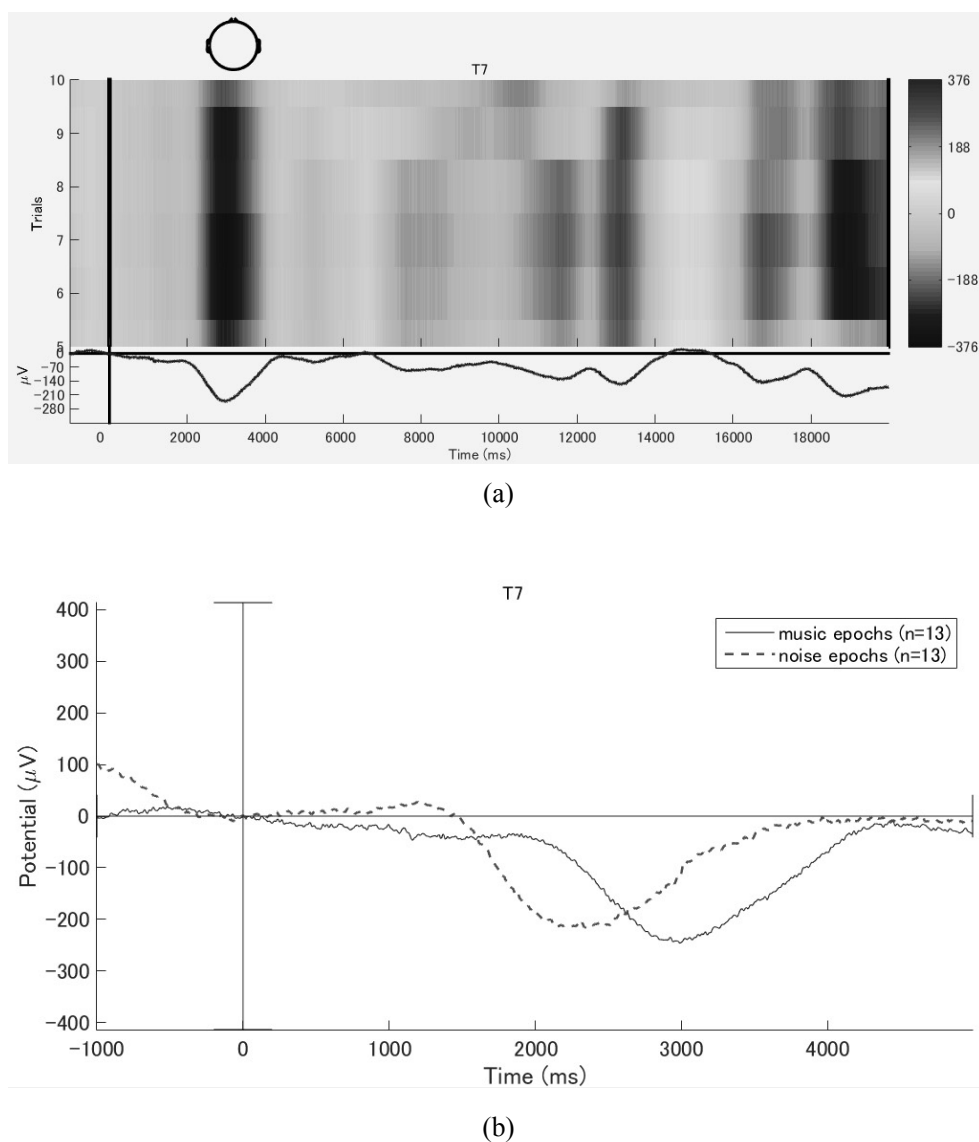 T7
10
9
8
7
6
5
Trials
376
188
0
-188
-376
0
-70
-140
-210
-280
μV
0 2000 4000 6000 8000 10000 12000 14000 16000 18000
Time (ms)
(a)
T7
400
300
200
100
0
-100
-200
-300
-400
Potential (μV)
music epochs (n=13)
noise epochs (n=13)
-1000 0 1000 2000 3000 4000
Time (ms)
(b)